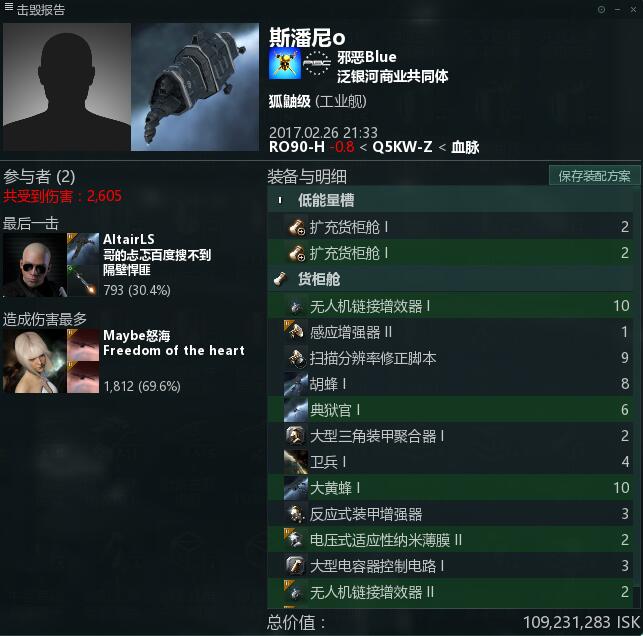 击毁报告
斯潘尼o
邪恶Blue
泛银河商业共同体
狐鼬级 (工业舰)
2017.02.26 21:33
RO90-H -0.8 < Q5KW-Z < 血脉
参与者 (2)
共受到伤害：2,605
最后一击
AltairLS
哥的忐忑百度搜不到
隔壁悍匪
793 (30.4%)
造成伤害最多
Maybe怒海
Freedom of the heart
1,812 (69.6%)
装备与明细
保存装配方案
低能量槽
扩充货柜舱 I 2
扩充货柜舱 I 2
货柜舱
无人机链接增效器 I 10
感应增强器 II 1
扫描分辨率修正脚本 9
胡蜂 I 8
典狱官 I 6
大型三角装甲聚合器 I 2
卫兵 I 4
大黄蜂 I 10
反应式装甲增强器 3
电压式适应性纳米薄膜 II 2
大型电容器控制电路 I 3
无人机链接增效器 II 2
总价值： 109,231,283 ISK